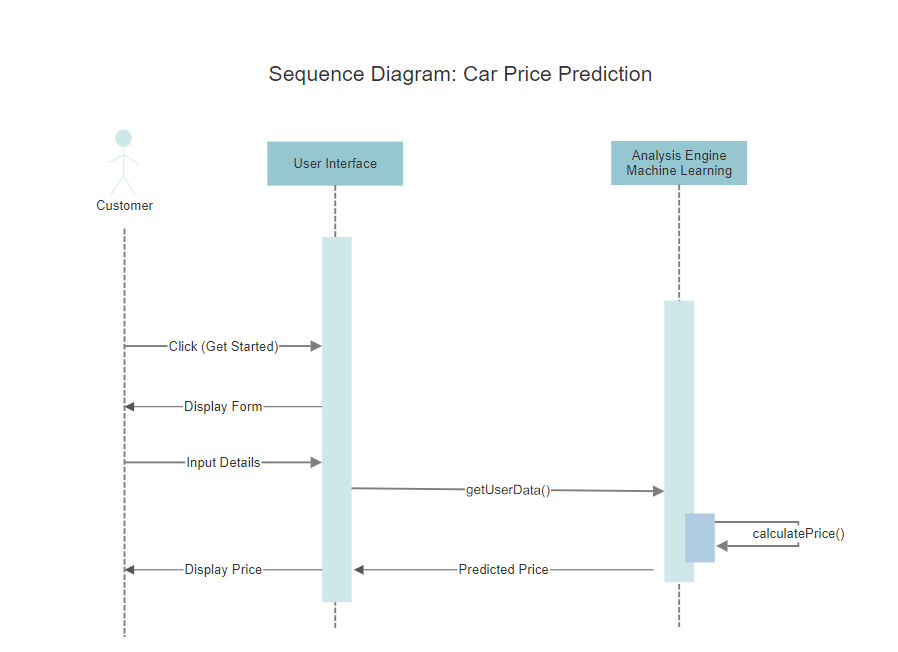 Sequence Diagram: Car Price Prediction
User Interface
Analysis Engine
Machine Learning
Customer
Click (Get Started)
Display Form
Input Details
getUserData()
calculatePrice()
Display Price
Predicted Price